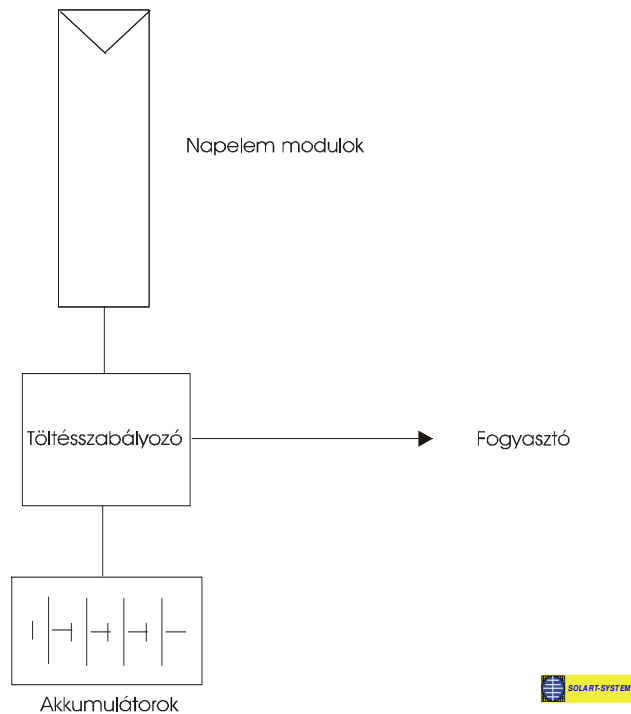 Napelem modulok
Töltésszabályozó
Fogyasztó
Akkumulátorok
SOLART-SYSTEM